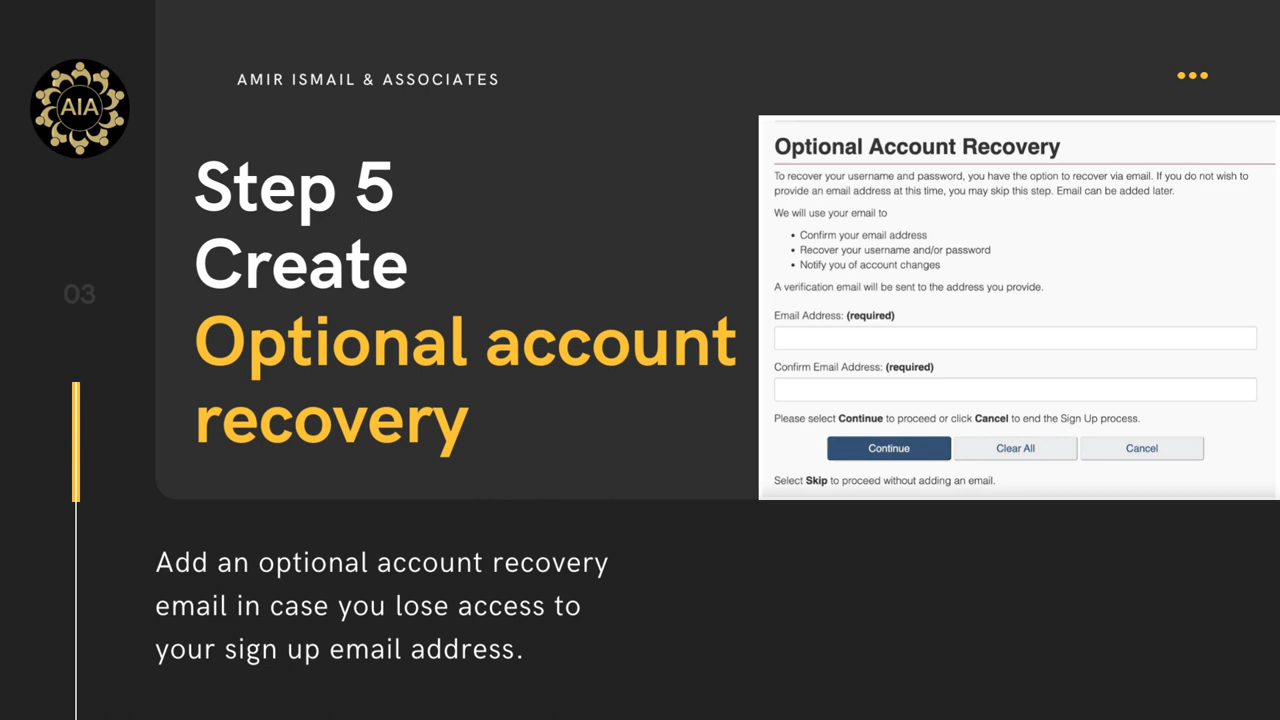 AIA
AMIR ISMAIL & ASSOCIATES
Step 5
Create
Optional account
recovery
03
Optional Account Recovery
To recover your username and password, you have the option to recover via email. If you do not wish to
provide an email address at this time, you may skip this step. Email can be added later.
We will use your email to
• Confirm your email address
• Recover your username and/or password
• Notify you of account changes
A verification email will be sent to the address you provide.
Email Address: (required)
Confirm Email Address: (required)
Please select Continue to proceed or click Cancel to end the Sign Up process.
Continue Clear All Cancel
Select Skip to proceed without adding an email.
Add an optional account recovery
email in case you lose access to
your sign up email address.